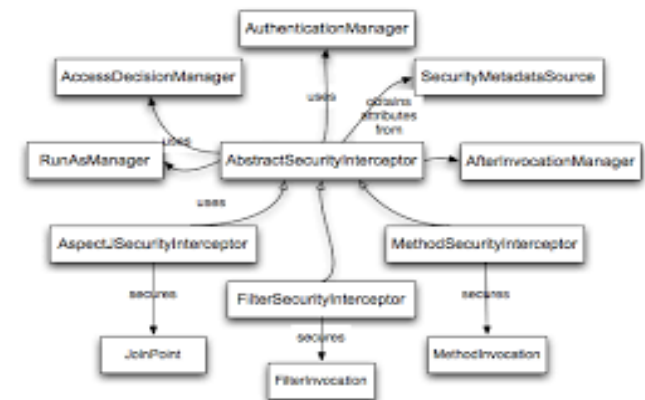 AuthenticationManager
AccessDecisionManager
SecurityMetadataSource
uses
obtains
attributes
from
uses
RunAsManager
AbstractSecurityInterceptor
AfterInvocationManager
uses
AspectJSecurityInterceptor
MethodSecurityInterceptor
secures
FilterSecurityInterceptor
secures
secures
JoinPoint
MethodInvocation
FilterInvocation